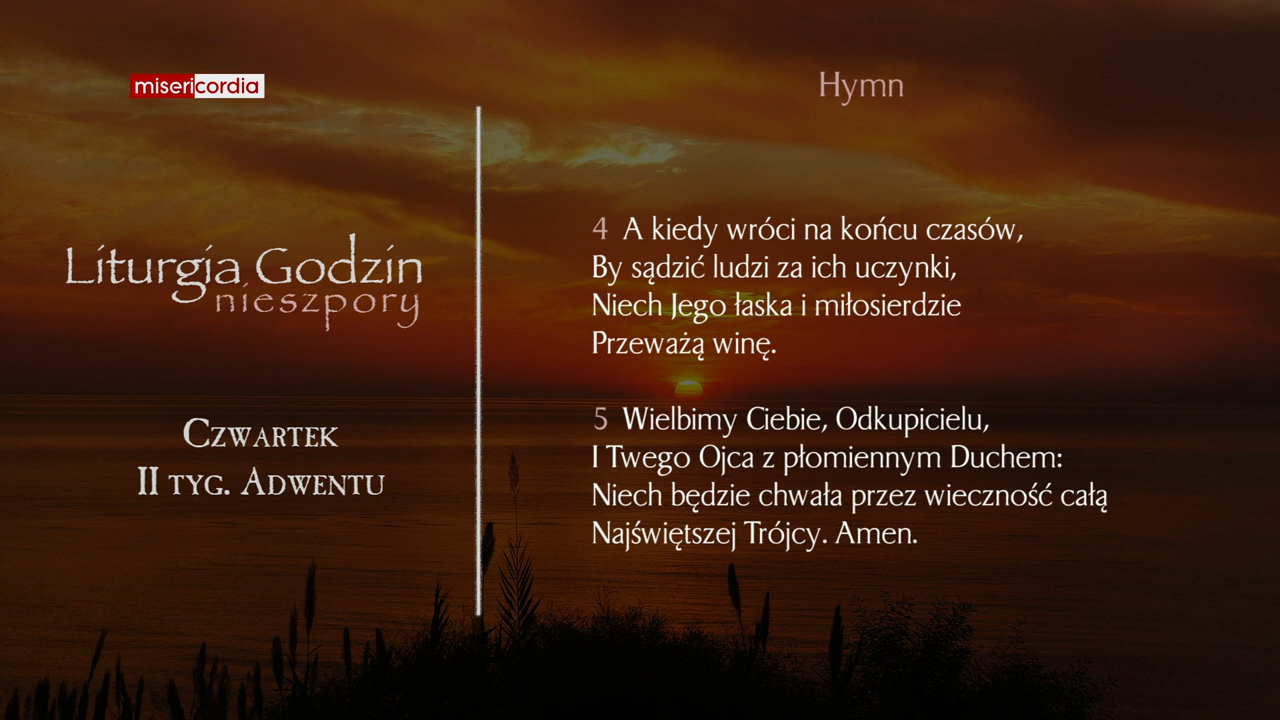 misericordia
Hymn
Liturgia Godzin
nieszpory
Czwartek
II tyg. Adwentu
4 A kiedy wróci na końcu czasów,
By sądzić ludzi za ich uczynki,
Niech Jego łaska i miłosierdzie
Przeważą winę.
5 Wielbimy Ciebie, Odkupicielu,
I Twego Ojca z płomiennym Duchem:
Niech będzie chwała przez wieczność całą
Najświętszej Trójcy. Amen.